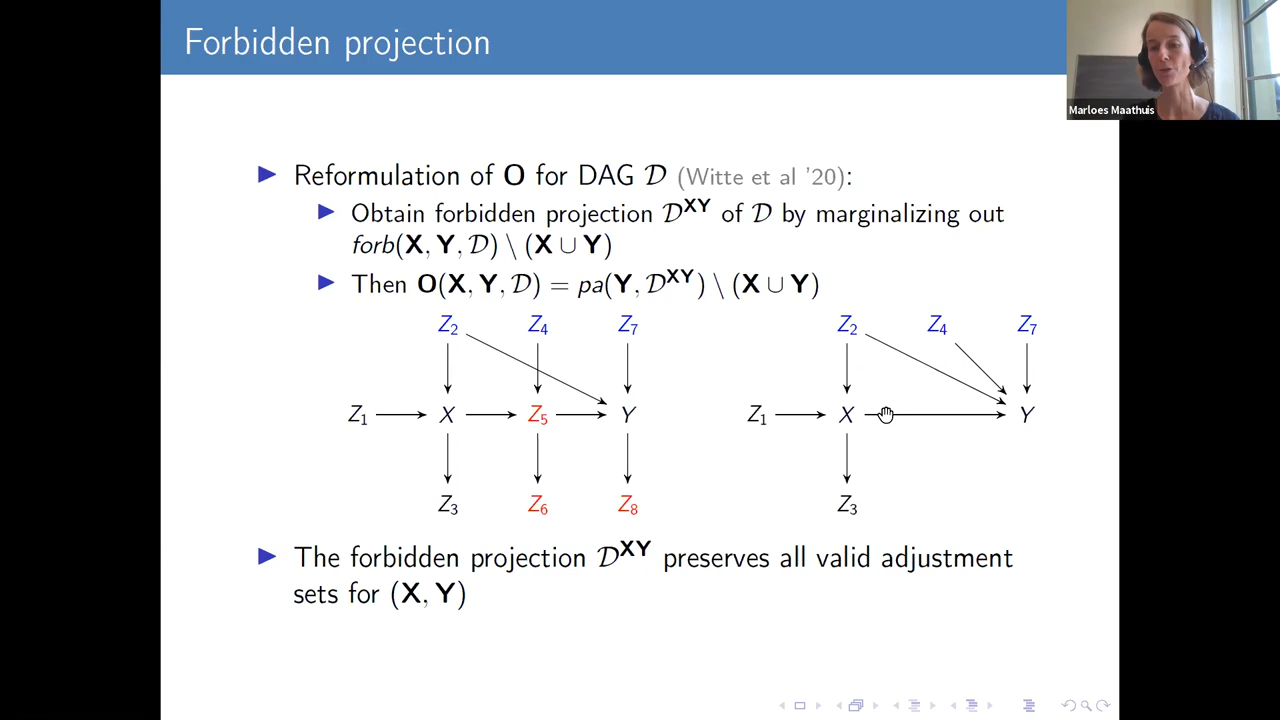 Forbidden projection
Marloes Maathuis
▶ Reformulation of O for DAG 𝒟 (Witte et al '20):
▶ Obtain forbidden projection 𝒟^XY of 𝒟 by marginalizing out
forb(X, Y, 𝒟) \ (X ∪ Y)
▶ Then O(X, Y, 𝒟) = pa(Y, 𝒟^XY) \ (X ∪ Y)
Z₂ Z₄ Z₇ Z₂ Z₄ Z₇
Z₁ X Z₅ Y Z₁ X Y
Z₃ Z₆ Z₈ Z₃
▶ The forbidden projection 𝒟^XY preserves all valid adjustment
sets for (X, Y)